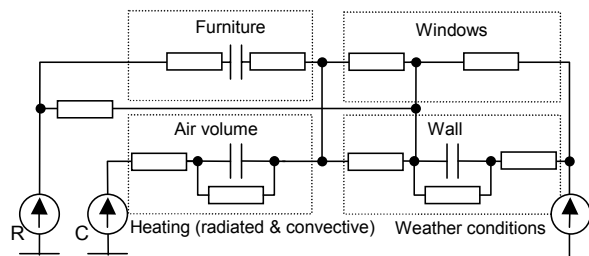 Furniture
Windows
Air volume
Wall
R
C
Heating (radiated & convective)
Weather conditions